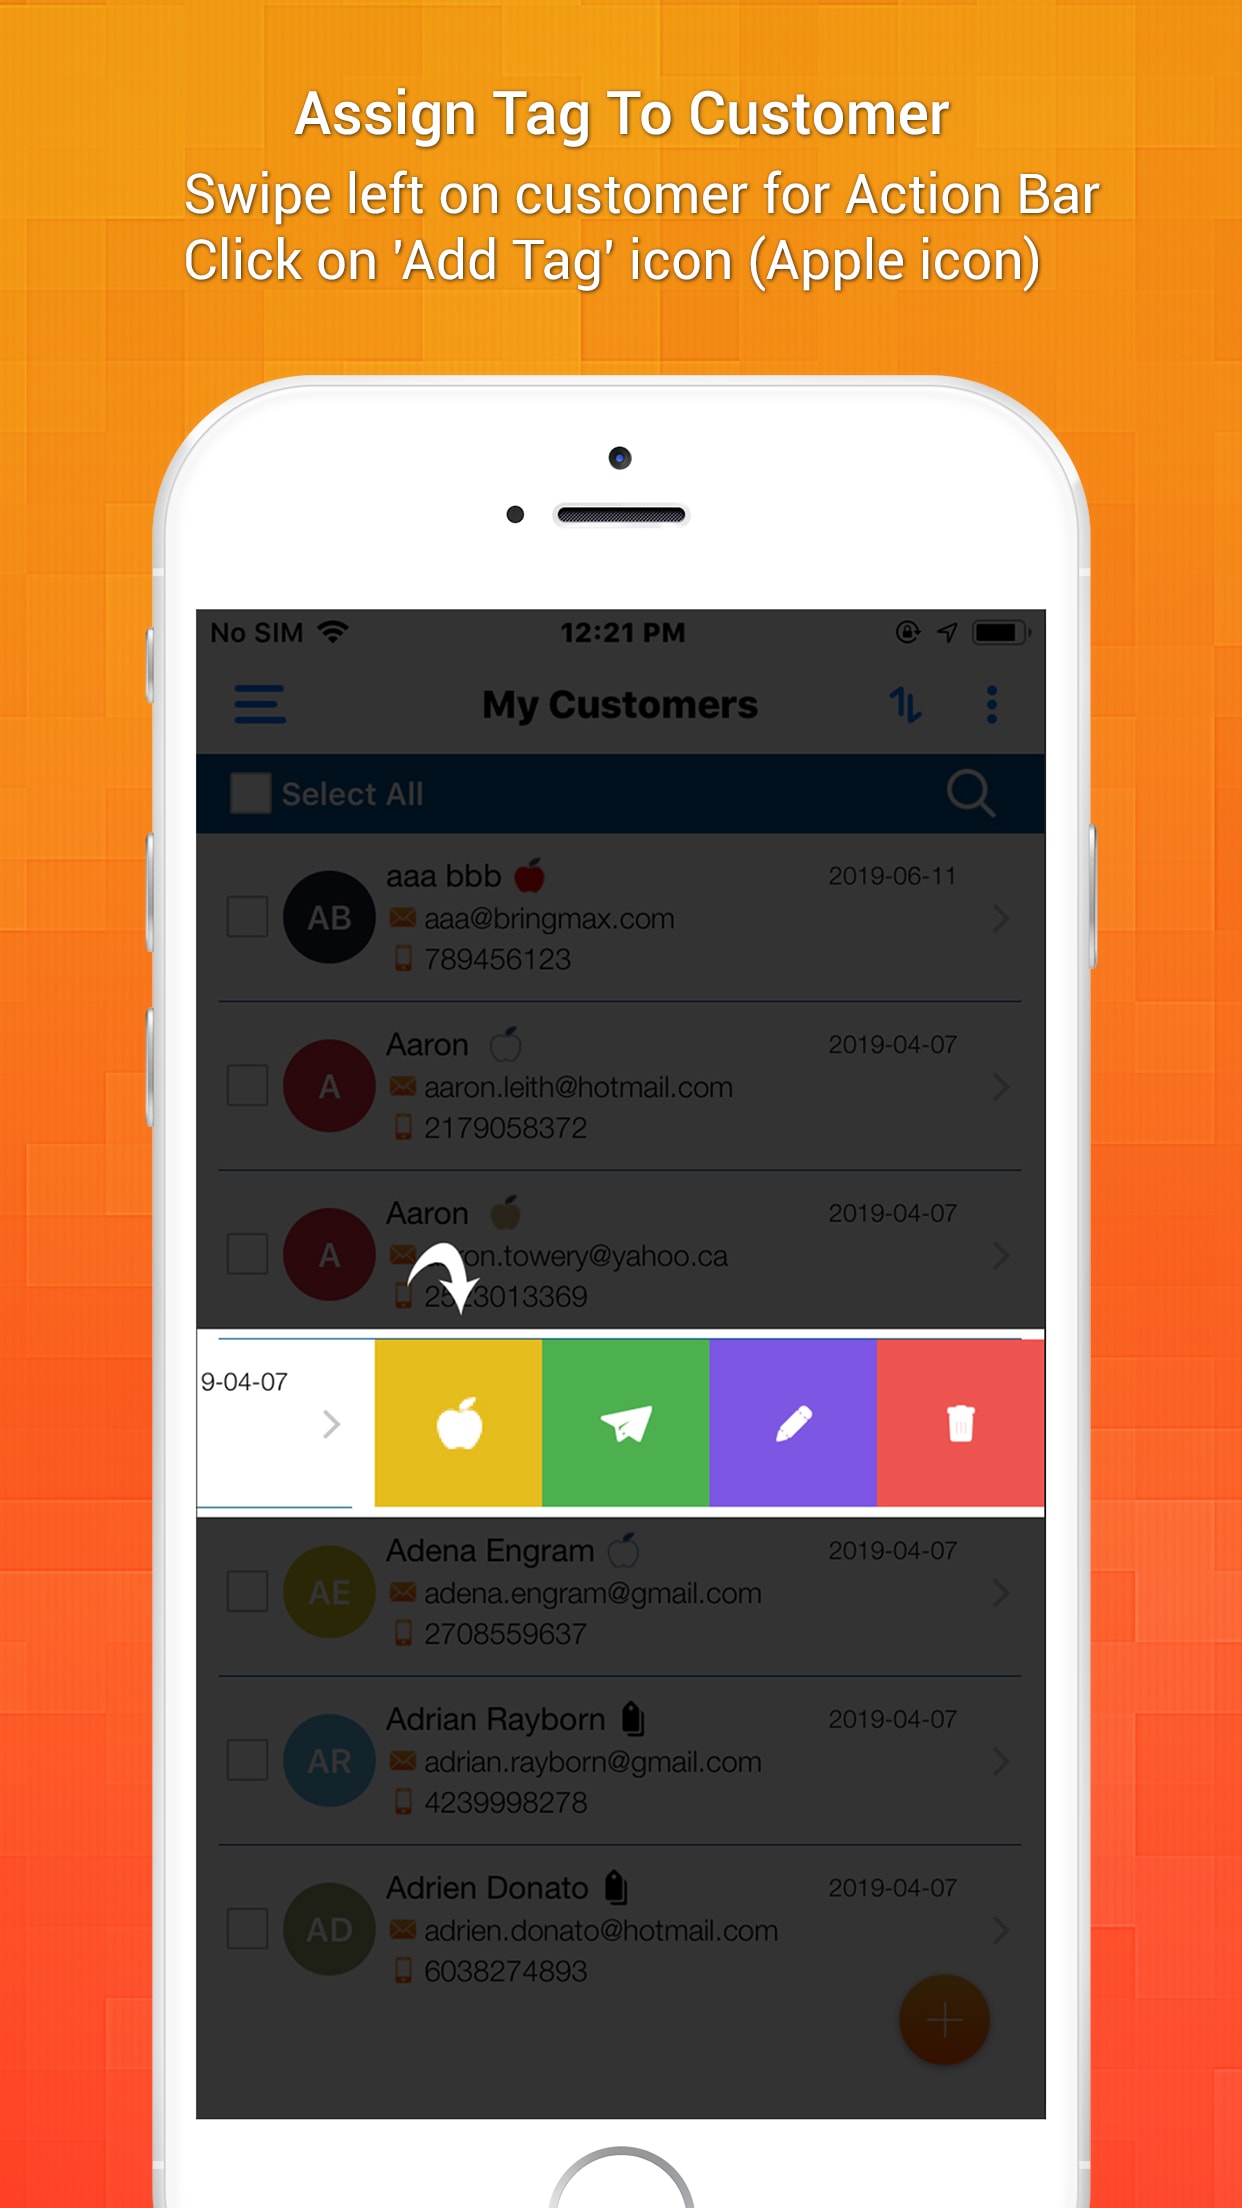 Assign Tag To Customer
Swipe left on customer for Action Bar
Click on 'Add Tag' icon (Apple icon)
No SIM 12:21 PM
My Customers
Select All
aaa bbb 2019-06-11
AB aaa@bringmax.com
789456123
Aaron 2019-04-07
A aaron.leith@hotmail.com
2179058372
Aaron 2019-04-07
A ron.towery@yahoo.ca
3013369
9-04-07
Adena Engram 2019-04-07
AE adena.engram@gmail.com
2708559637
Adrian Rayborn 2019-04-07
AR adrian.rayborn@gmail.com
4239998278
Adrien Donato 2019-04-07
AD adrien.donato@hotmail.com
6038274893